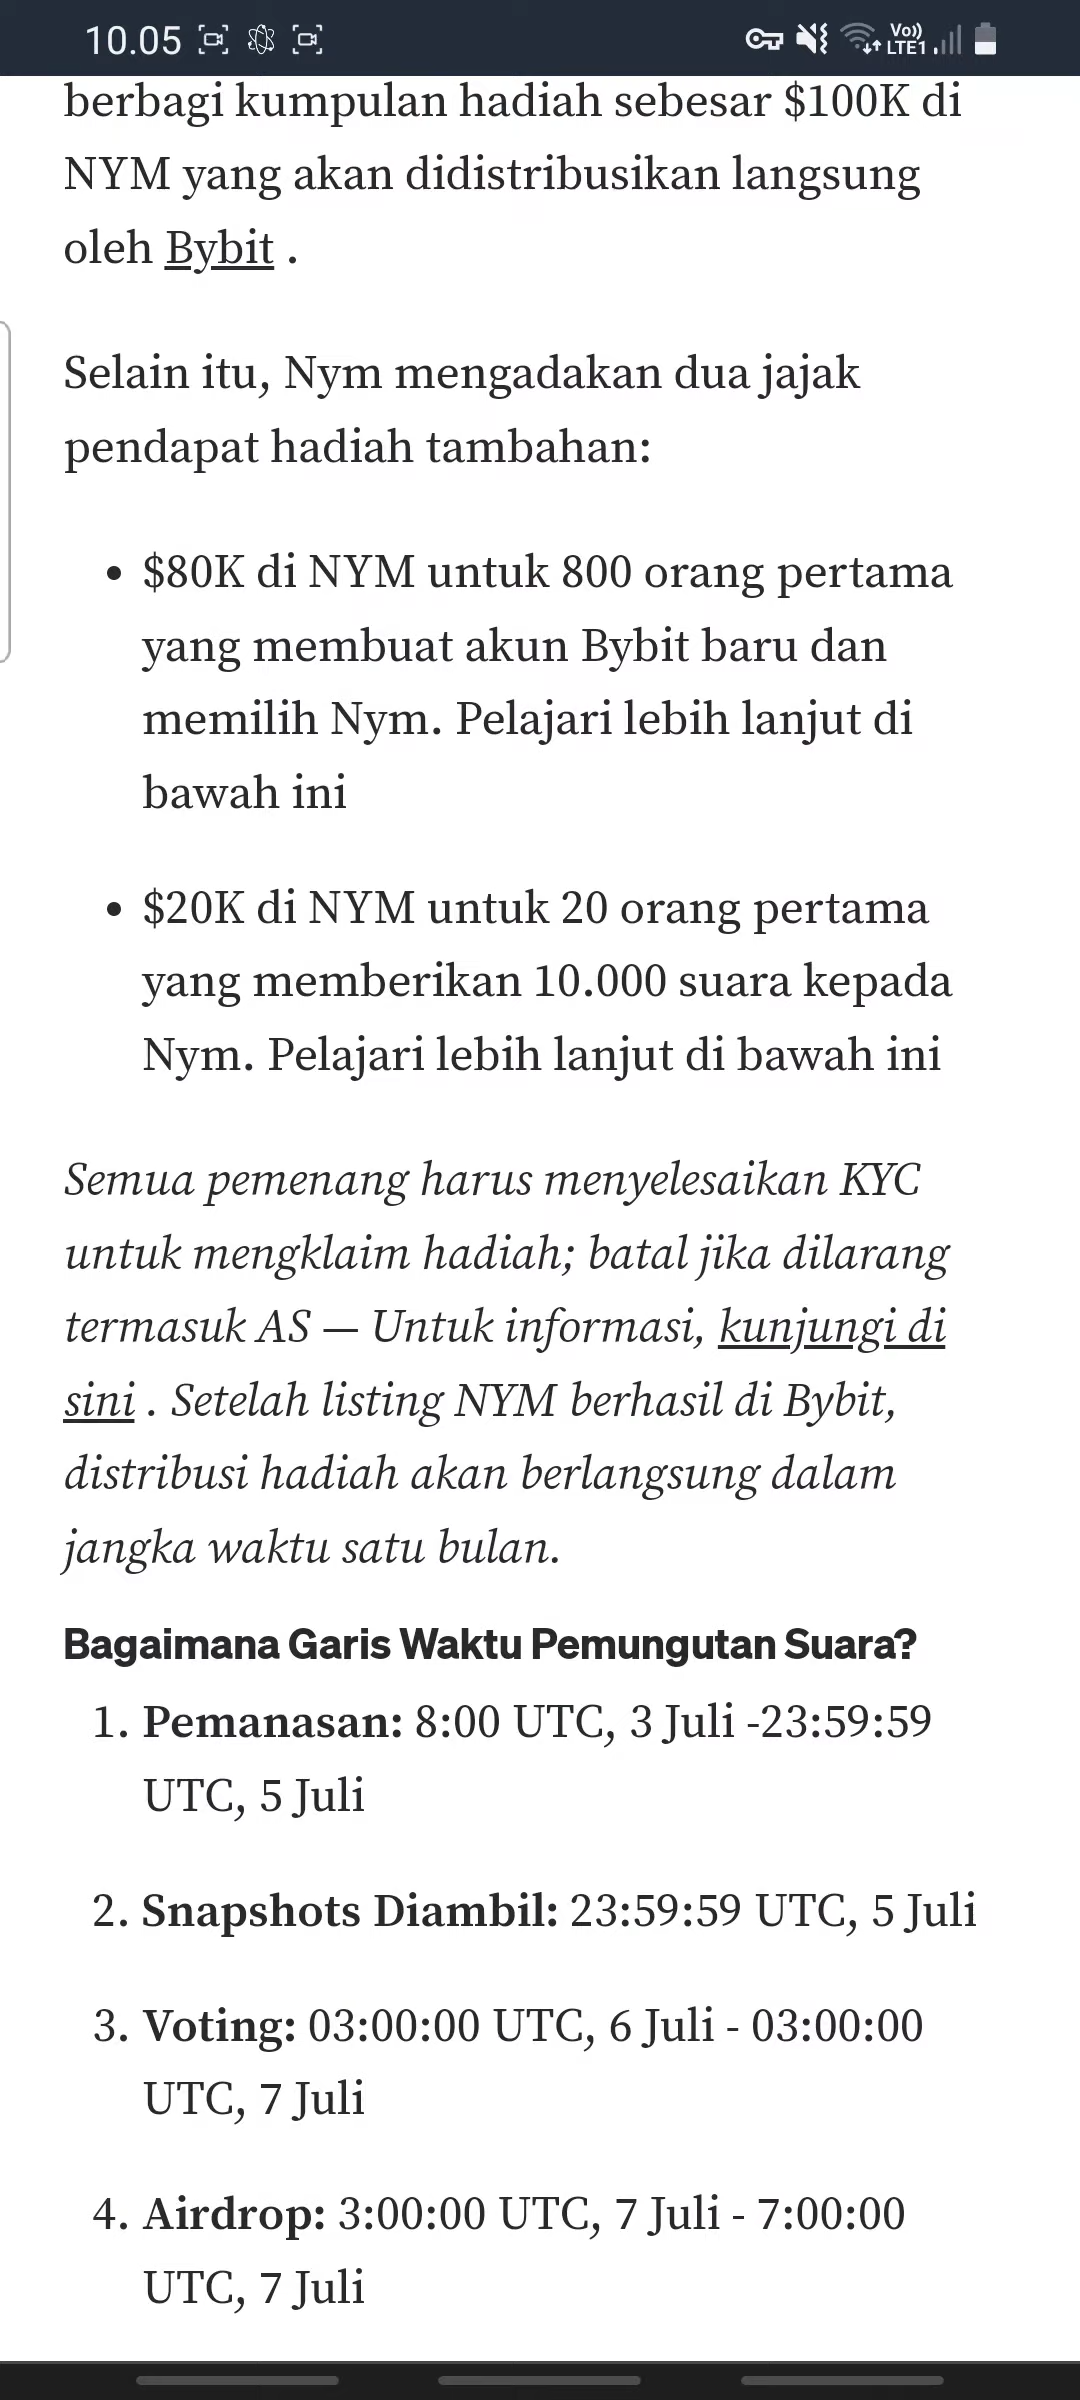 10.05
Vo))
LTE1
berbagi kumpulan hadiah sebesar $100K di
NYM yang akan didistribusikan langsung
oleh Bybit .
Selain itu, Nym mengadakan dua jajak
pendapat hadiah tambahan:
• $80K di NYM untuk 800 orang pertama
yang membuat akun Bybit baru dan
memilih Nym. Pelajari lebih lanjut di
bawah ini
• $20K di NYM untuk 20 orang pertama
yang memberikan 10.000 suara kepada
Nym. Pelajari lebih lanjut di bawah ini
Semua pemenang harus menyelesaikan KYC
untuk mengklaim hadiah; batal jika dilarang
termasuk AS — Untuk informasi, kunjungi di
sini . Setelah listing NYM berhasil di Bybit,
distribusi hadiah akan berlangsung dalam
jangka waktu satu bulan.
Bagaimana Garis Waktu Pemungutan Suara?
1. Pemanasan: 8:00 UTC, 3 Juli -23:59:59
UTC, 5 Juli
2. Snapshots Diambil: 23:59:59 UTC, 5 Juli
3. Voting: 03:00:00 UTC, 6 Juli - 03:00:00
UTC, 7 Juli
4. Airdrop: 3:00:00 UTC, 7 Juli - 7:00:00
UTC, 7 Juli